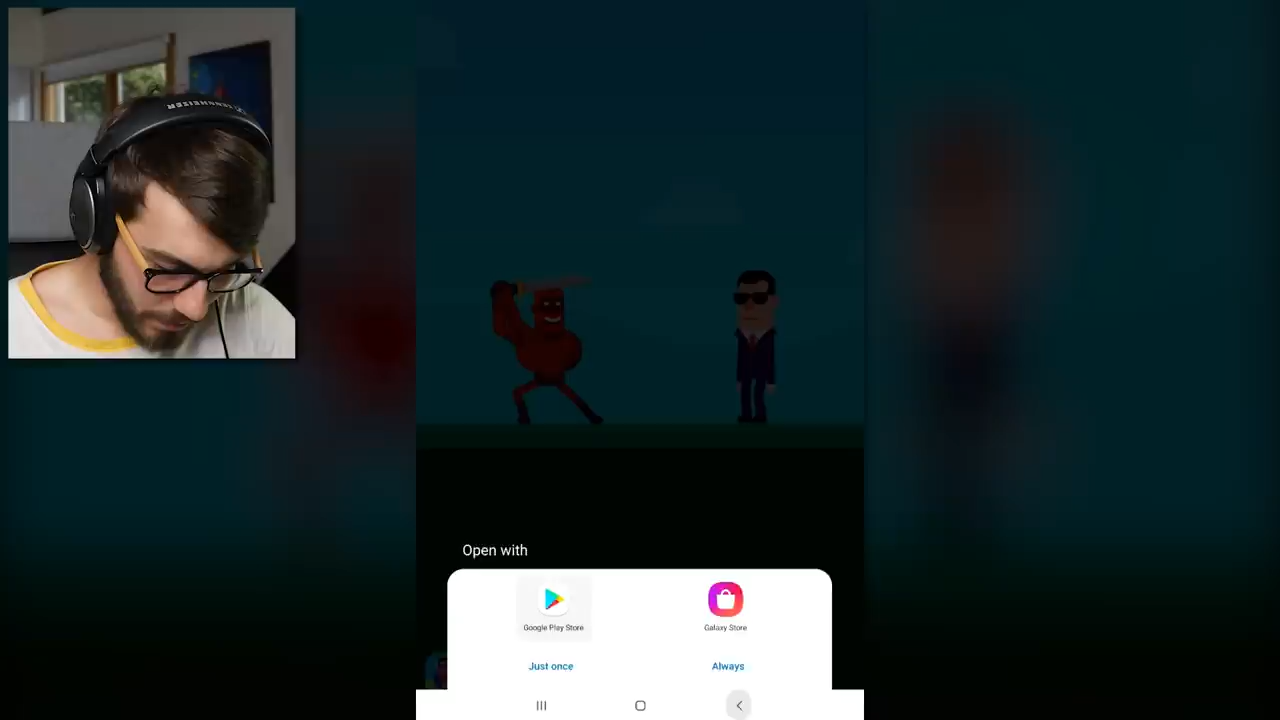 SENNHEISER
Open with
Google Play Store
Galaxy Store
Just once
Always